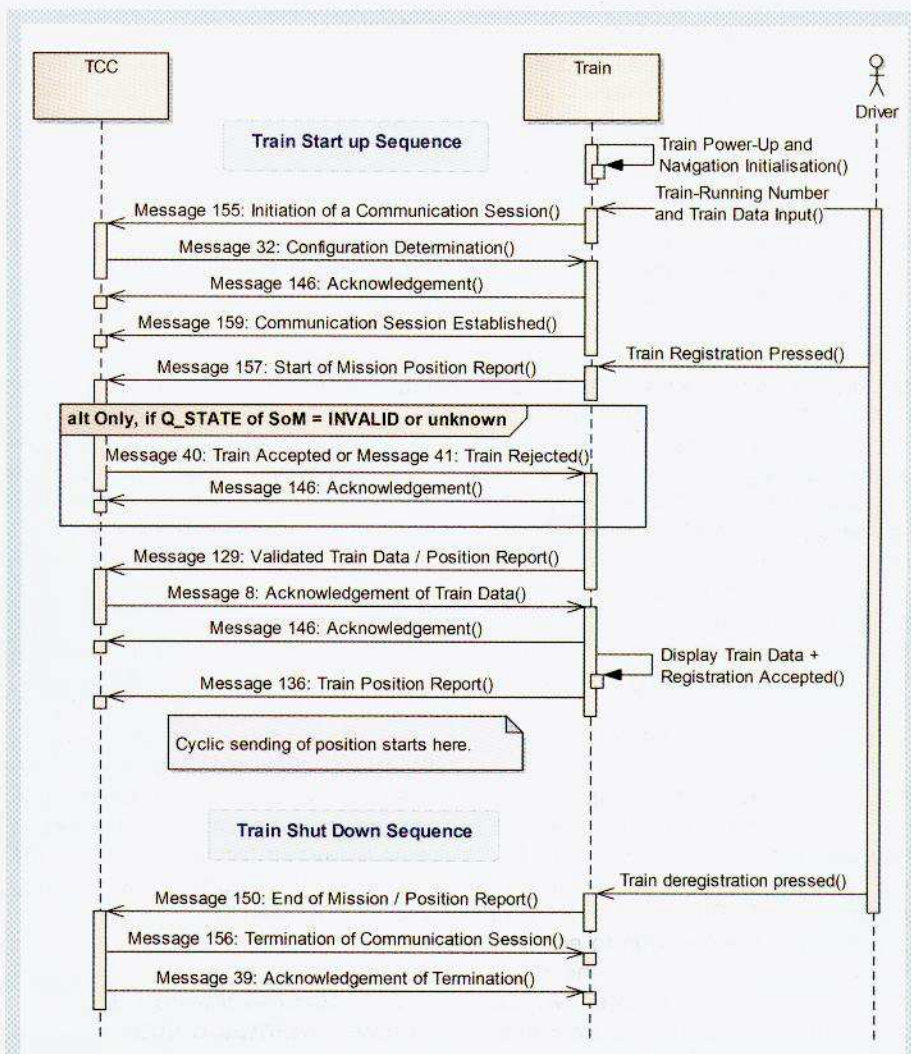 TCC
Train
Driver
Train Start up Sequence
Train Power-Up and
Navigation Initialisation()
Train-Running Number
and Train Data Input()
Message 155: Initiation of a Communication Session()
Message 32: Configuration Determination()
Message 146: Acknowledgement()
Message 159: Communication Session Established()
Train Registration Pressed()
Message 157: Start of Mission Position Report()
alt Only, if Q_STATE of SoM = INVALID or unknown
Message 40: Train Accepted or Message 41: Train Rejected()
Message 146: Acknowledgement()
Message 129: Validated Train Data / Position Report()
Message 8: Acknowledgement of Train Data()
Message 146: Acknowledgement()
Display Train Data +
Registration Accepted()
Message 136: Train Position Report()
Cyclic sending of position starts here.
Train Shut Down Sequence
Train deregistration pressed()
Message 150: End of Mission / Position Report()
Message 156: Termination of Communication Session()
Message 39: Acknowledgement of Termination()